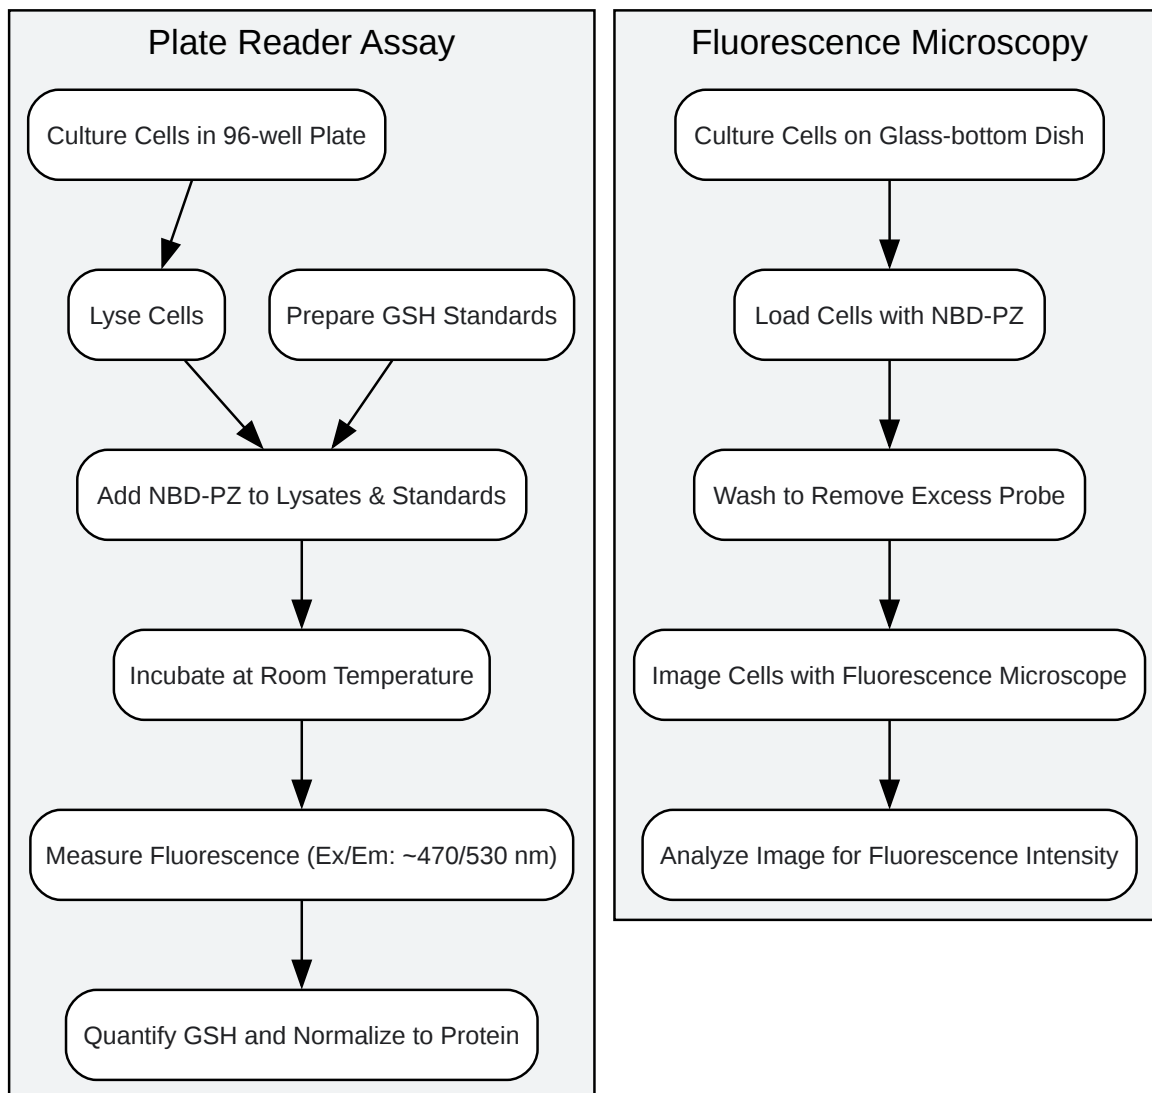 Plate Reader Assay
Culture Cells in 96-well Plate
Lyse Cells
Prepare GSH Standards
Add NBD-PZ to Lysates & Standards
Incubate at Room Temperature
Measure Fluorescence (Ex/Em: ~470/530 nm)
Quantify GSH and Normalize to Protein
Fluorescence Microscopy
Culture Cells on Glass-bottom Dish
Load Cells with NBD-PZ
Wash to Remove Excess Probe
Image Cells with Fluorescence Microscope
Analyze Image for Fluorescence Intensity